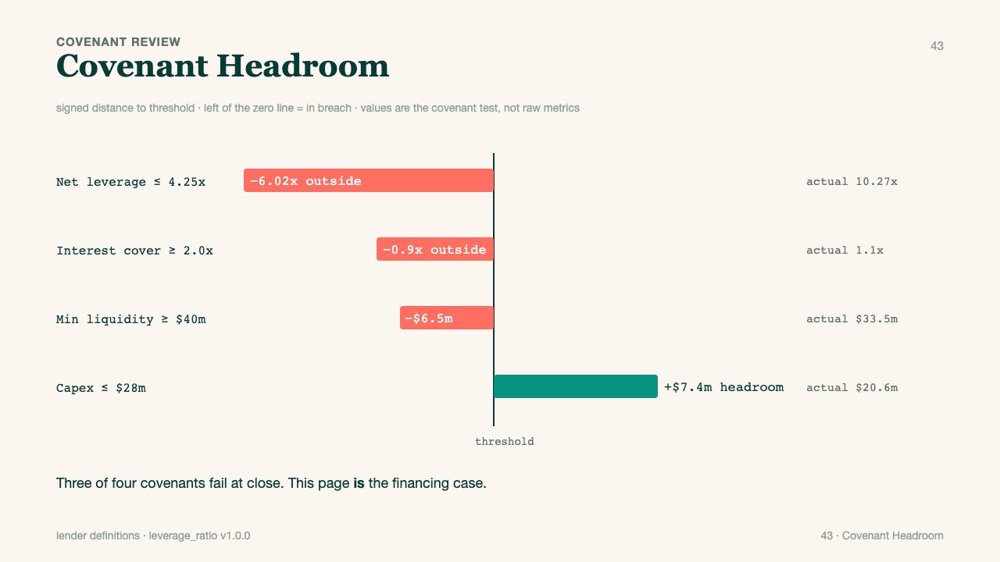 COVENANT REVIEW
43
Covenant Headroom
signed distance to threshold · left of the zero line = in breach · values are the covenant test, not raw metrics
Net leverage ≤ 4.25x −6.02x outside actual 10.27x
Interest cover ≥ 2.0x −0.9x outside actual 1.1x
Min liquidity ≥ $40m −$6.5m actual $33.5m
Capex ≤ $28m +$7.4m headroom actual $20.6m
threshold
Three of four covenants fail at close. This page is the financing case.
lender definitions · leverage_ratio v1.0.0
43 · Covenant Headroom